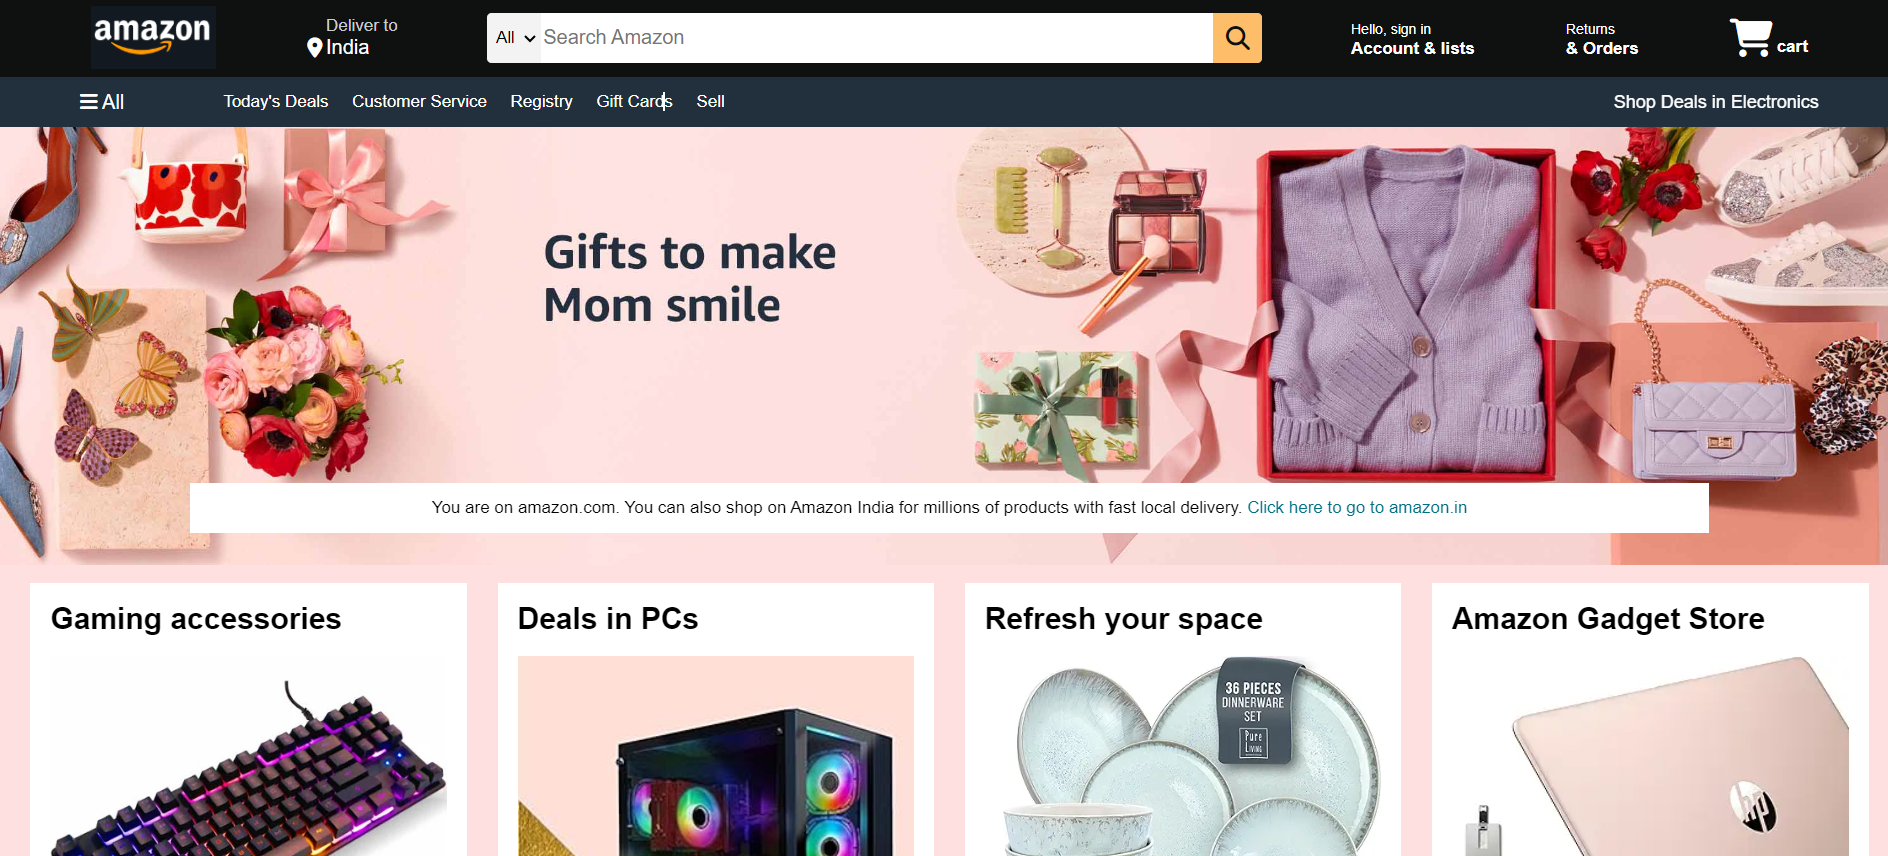 amazon
Deliver to
India
All
Search Amazon
Hello, sign in
Account & lists
Returns
& Orders
cart
All
Today's Deals
Customer Service
Registry
Gift Cards
Sell
Shop Deals in Electronics
Gifts to make
Mom smile
You are on amazon.com. You can also shop on Amazon India for millions of products with fast local delivery. Click here to go to amazon.in
Gaming accessories
Deals in PCs
Refresh your space
Amazon Gadget Store
36 PIECES
DINNERWARE
SET
Pure
Living
hp